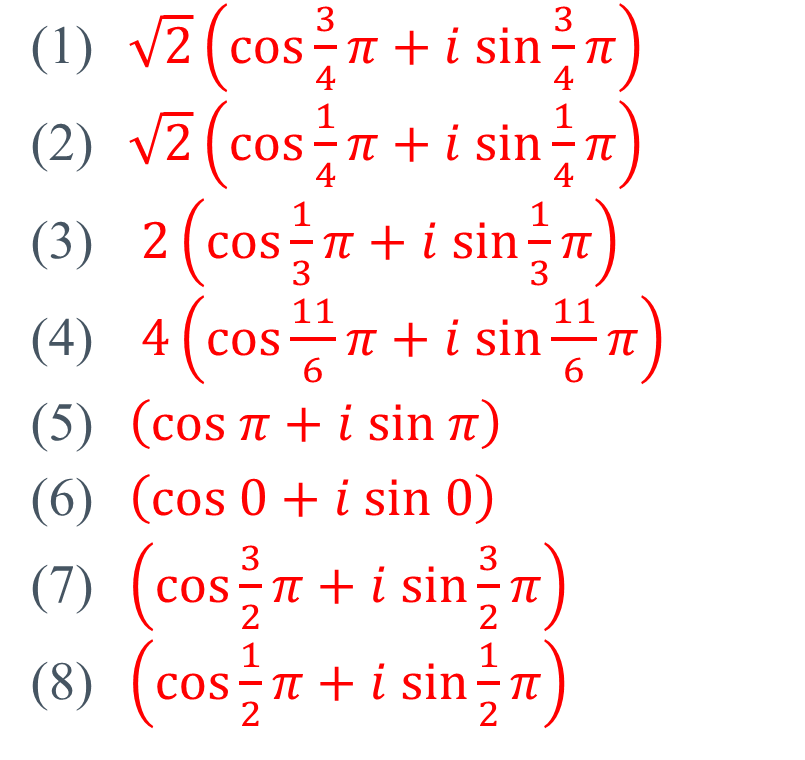 (1) √2 (cos 3/4 π + i sin 3/4 π)
(2) √2 (cos 1/4 π + i sin 1/4 π)
(3) 2 (cos 1/3 π + i sin 1/3 π)
(4) 4 (cos 11/6 π + i sin 11/6 π)
(5) (cos π + i sin π)
(6) (cos 0 + i sin 0)
(7) (cos 3/2 π + i sin 3/2 π)
(8) (cos 1/2 π + i sin 1/2 π)